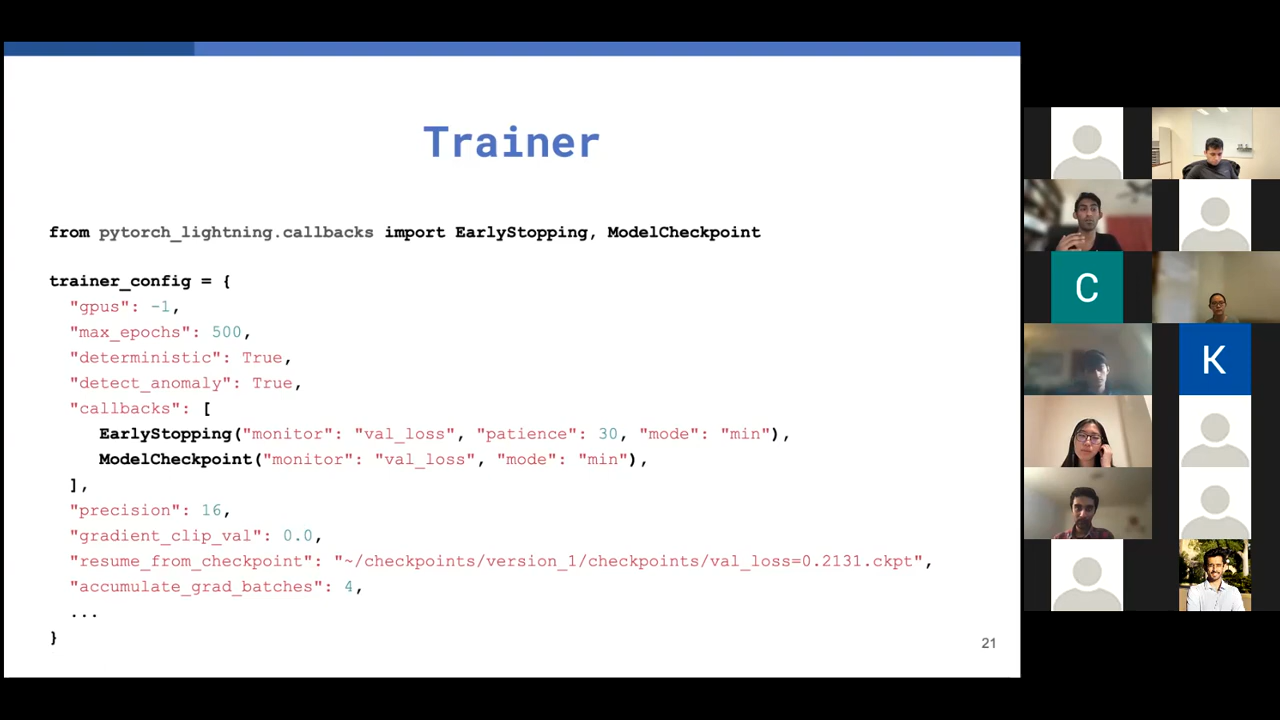 Trainer
from pytorch_lightning.callbacks import EarlyStopping, ModelCheckpoint
trainer_config = {
"gpus": -1,
"max_epochs": 500,
"deterministic": True,
"detect_anomaly": True,
"callbacks": [
EarlyStopping("monitor": "val_loss", "patience": 30, "mode": "min"),
ModelCheckpoint("monitor": "val_loss", "mode": "min"),
],
"precision": 16,
"gradient_clip_val": 0.0,
"resume_from_checkpoint": "~/checkpoints/version_1/checkpoints/val_loss=0.2131.ckpt",
"accumulate_grad_batches": 4,
...
}
21
C
K